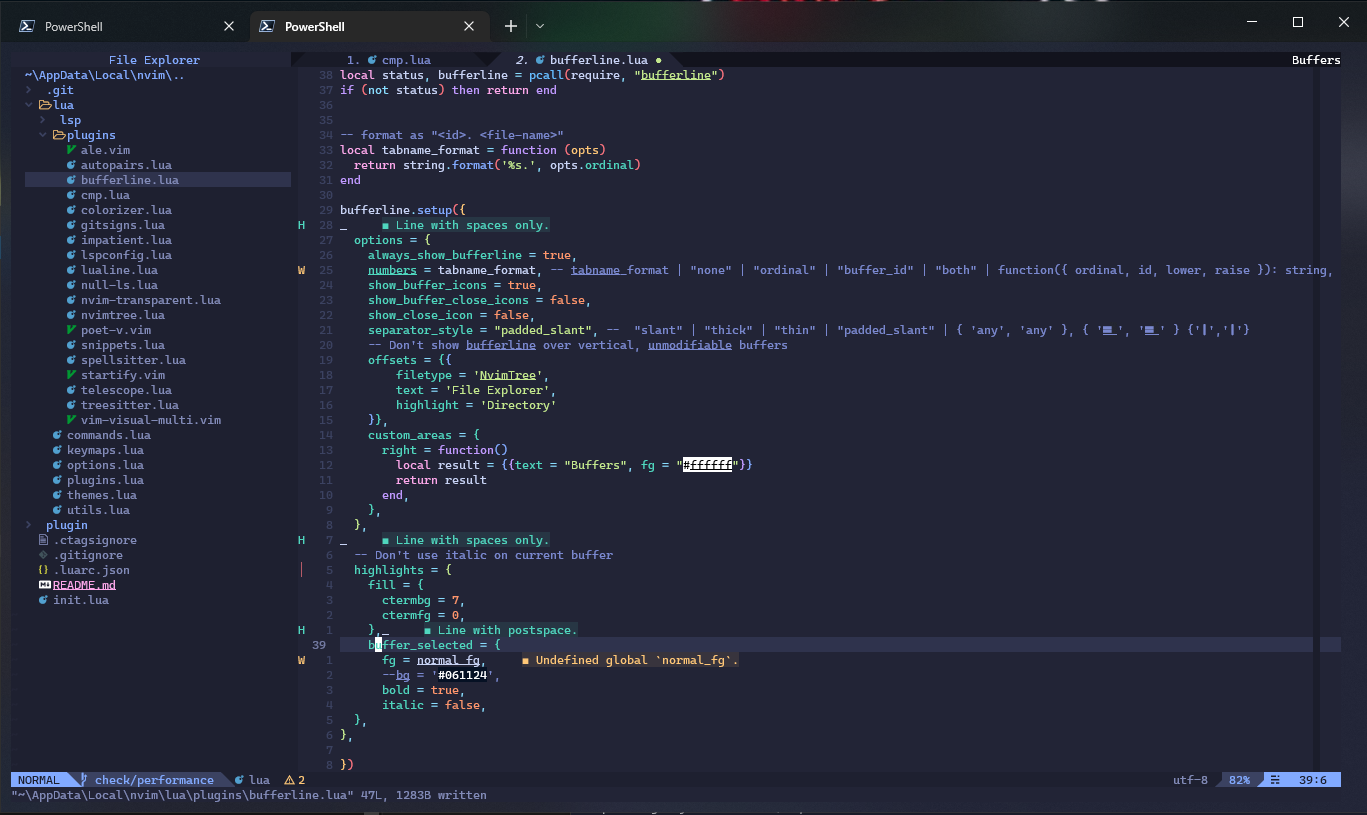 PowerShell
PowerShell
File Explorer
1. cmp.lua
2. bufferline.lua ●
Buffers
~\AppData\Local\nvim\..
.git
lua
lsp
plugins
ale.vim
autopairs.lua
bufferline.lua
cmp.lua
colorizer.lua
gitsigns.lua
impatient.lua
lspconfig.lua
lualine.lua
null-ls.lua
nvim-transparent.lua
nvimtree.lua
poet-v.vim
snippets.lua
spellsitter.lua
startify.vim
telescope.lua
treesitter.lua
vim-visual-multi.vim
commands.lua
keymaps.lua
options.lua
plugins.lua
themes.lua
utils.lua
plugin
.ctagsignore
.gitignore
{} .luarc.json
README.md
init.lua
38 local status, bufferline = pcall(require, "bufferline")
37 if (not status) then return end
36
35
34 -- format as "<id>. <file-name>"
33 local tabname_format = function (opts)
32   return string.format('%s.', opts.ordinal)
31 end
30
29 bufferline.setup({
H 28 _ ■ Line with spaces only.
27   options = {
26     always_show_bufferline = true,
W 25     numbers = tabname_format, -- tabname_format | "none" | "ordinal" | "buffer_id" | "both" | function({ ordinal, id, lower, raise }): string,
24     show_buffer_icons = true,
23     show_buffer_close_icons = false,
22     show_close_icon = false,
21     separator_style = "padded_slant", --  "slant" | "thick" | "thin" | "padded_slant" | { 'any', 'any' }, { ' ', ' ' } {'|','|'}
20     -- Don't show bufferline over vertical, unmodifiable buffers
19     offsets = {{
18         filetype = 'NvimTree',
17         text = 'File Explorer',
16         highlight = 'Directory'
15     }},
14     custom_areas = {
13       right = function()
12         local result = {{text = "Buffers", fg = "#ffffff"}}
11         return result
10       end,
9     },
8   },
H 7 _ ■ Line with spaces only.
6   -- Don't use italic on current buffer
5   highlights = {
4     fill = {
3       ctermbg = 7,
2       ctermfg = 0,
H 1     },_ ■ Line with postspace.
39     buffer_selected = {
W 1       fg = normal_fg, ■ Undefined global `normal_fg`.
2       --bg = '#061124',
3       bold = true,
4       italic = false,
5   },
6 },
7
8 })
NORMAL check/performance lua 2 utf-8 82% 39:6
"~\AppData\Local\nvim\lua\plugins\bufferline.lua" 47L, 1283B written